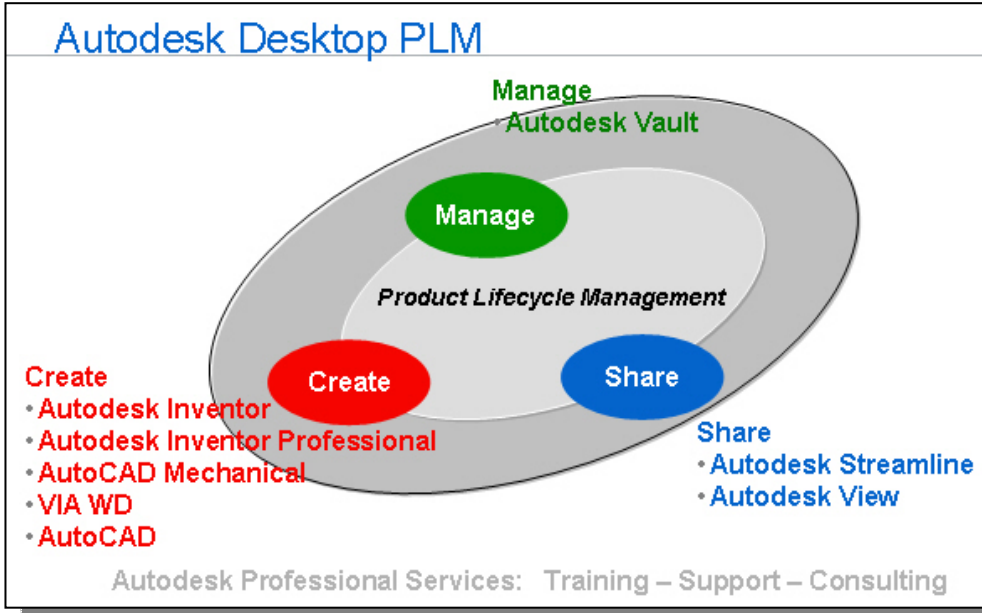 Autodesk Desktop PLM
Manage
• Autodesk Vault
Manage
Product Lifecycle Management
Create
Share
Create
• Autodesk Inventor
• Autodesk Inventor Professional
• AutoCAD Mechanical
• VIA WD
• AutoCAD
Share
• Autodesk Streamline
• Autodesk View
Autodesk Professional Services: Training – Support – Consulting